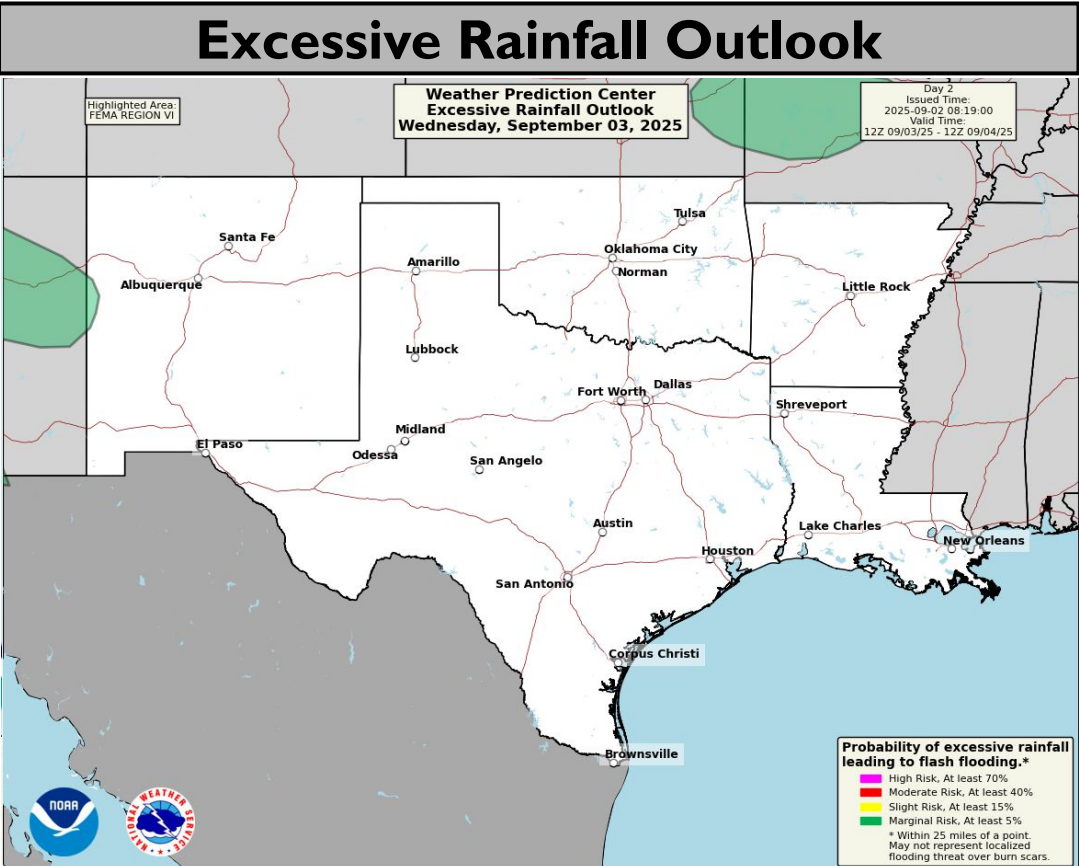 Excessive Rainfall Outlook
Highlighted Area:
FEMA REGION VI
Weather Prediction Center
Excessive Rainfall Outlook
Wednesday, September 03, 2025
Day 2
Issued Time:
2025-09-02 08:19:00
Valid Time:
12Z 09/03/25 - 12Z 09/04/25
Tulsa
Santa Fe
Oklahoma City
Amarillo
Norman
Albuquerque
Little Rock
Lubbock
Dallas
Fort Worth
Shreveport
Midland
El Paso
Odessa
San Angelo
Austin
Lake Charles
New Orleans
Houston
San Antonio
Corpus Christi
Brownsville
Probability of excessive rainfall
leading to flash flooding.*
High Risk, At least 70%
Moderate Risk, At least 40%
Slight Risk, At least 15%
Marginal Risk, At least 5%
* Within 25 miles of a point.
May not represent localized
flooding threat over burn scars.
NOAA
NATIONAL WEATHER SERVICE